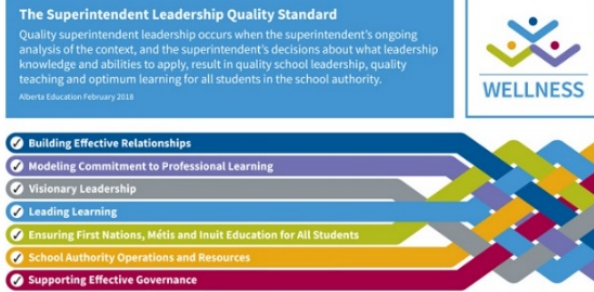 The Superintendent Leadership Quality Standard
Quality superintendent leadership occurs when the superintendent's ongoing
analysis of the context, and the superintendent's decisions about what leadership
knowledge and abilities to apply, result in quality school leadership, quality
teaching and optimum learning for all students in the school authority.
Alberta Education February 2018
WELLNESS
Building Effective Relationships
Modeling Commitment to Professional Learning
Visionary Leadership
Leading Learning
Ensuring First Nations, Métis and Inuit Education for All Students
School Authority Operations and Resources
Supporting Effective Governance